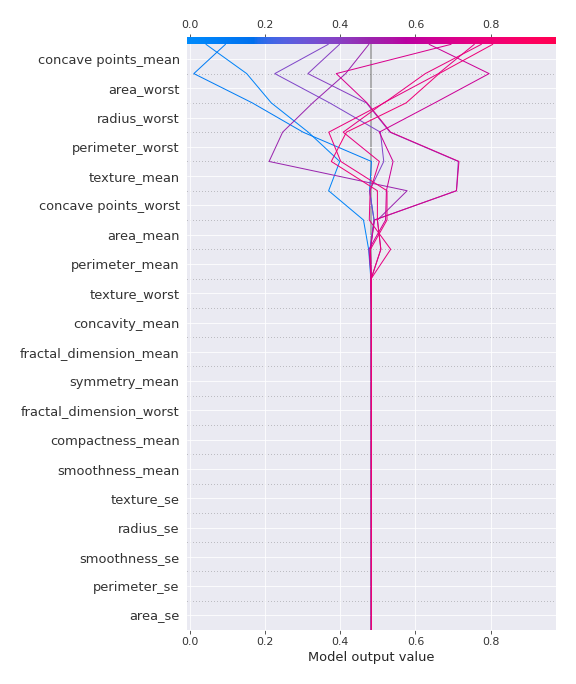 0.0 0.2 0.4 0.6 0.8
concave points_mean
area_worst
radius_worst
perimeter_worst
texture_mean
concave points_worst
area_mean
perimeter_mean
texture_worst
concavity_mean
fractal_dimension_mean
symmetry_mean
fractal_dimension_worst
compactness_mean
smoothness_mean
texture_se
radius_se
smoothness_se
perimeter_se
area_se
0.0 0.2 0.4 0.6 0.8
Model output value